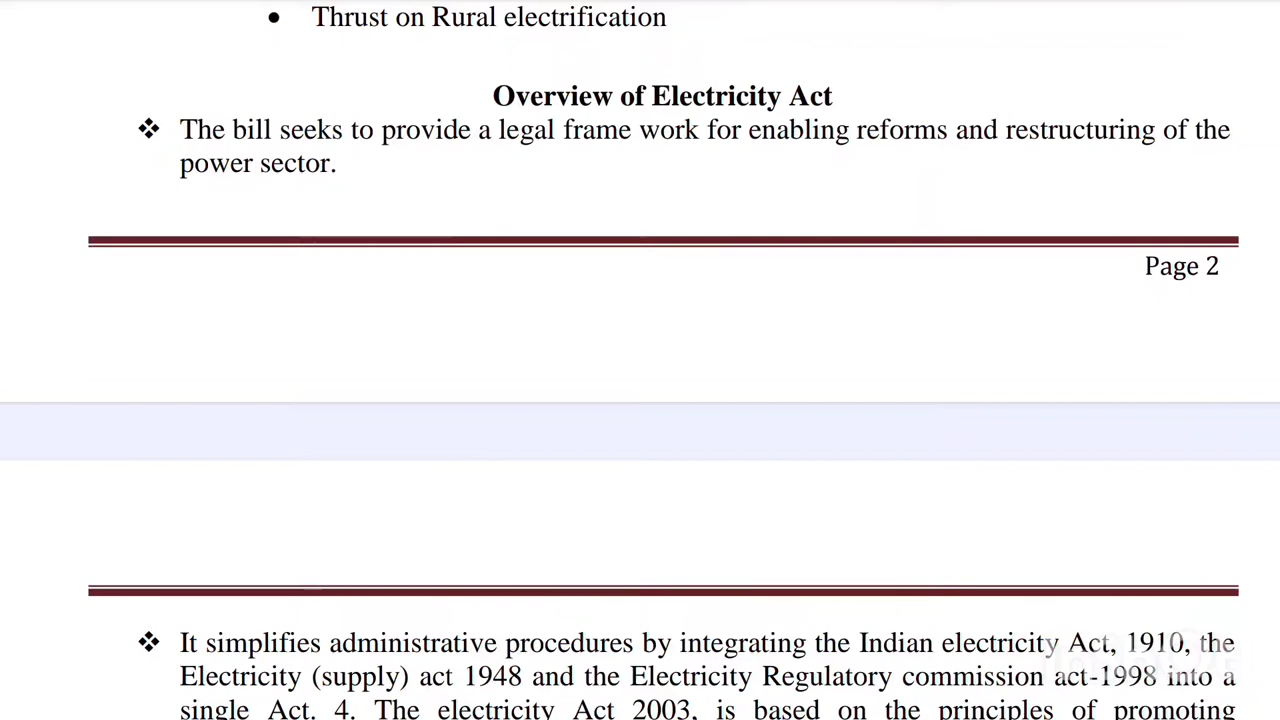 • Thrust on Rural electrification
Overview of Electricity Act
❖ The bill seeks to provide a legal frame work for enabling reforms and restructuring of the
power sector.
Page 2
❖ It simplifies administrative procedures by integrating the Indian electricity Act, 1910, the
Electricity (supply) act 1948 and the Electricity Regulatory commission act-1998 into a
single Act. 4. The electricity Act 2003, is based on the principles of promoting